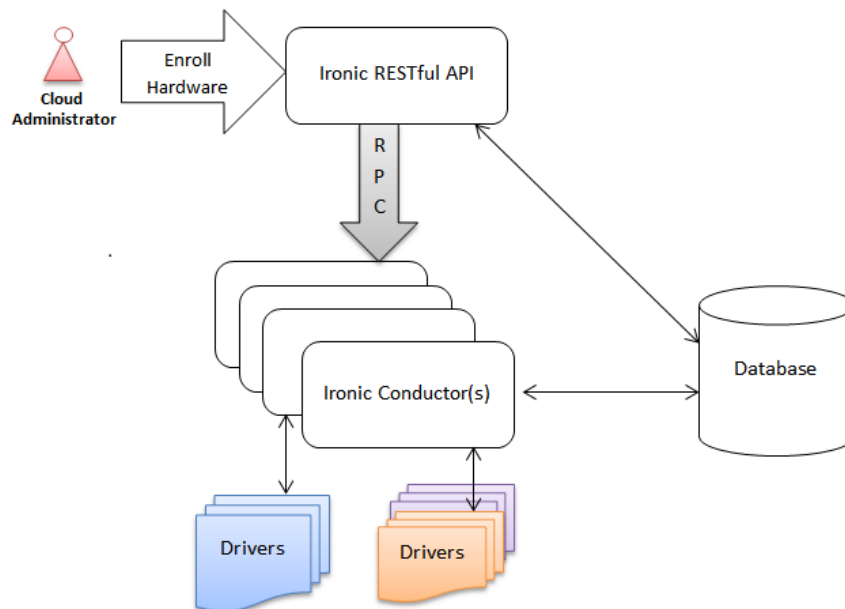 Enroll
Hardware
Ironic RESTful API
Cloud
Administrator
R
P
C
Database
Ironic Conductor(s)
Drivers
Drivers